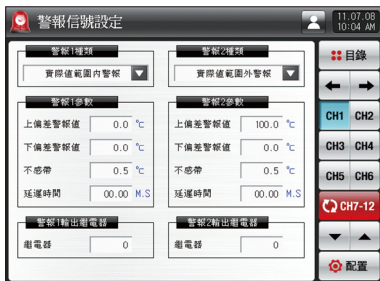 警報信號設定
11.07.08
10:04 AM
警報1種類
實際值範圍內警報
警報2種類
實際值範圍外警報
警報1參數
上偏差警報值 0.0 ℃
下偏差警報值 0.0 ℃
不感帶 0.5 ℃
延遲時間 00.00 M.S
警報2參數
上偏差警報值 100.0 ℃
下偏差警報值 0.0 ℃
不感帶 0.5 ℃
延遲時間 00.00 M.S
警報1輸出繼電器
繼電器 0
警報2輸出繼電器
繼電器 0
目錄
CH1 CH2
CH3 CH4
CH5 CH6
CH7-12
配置